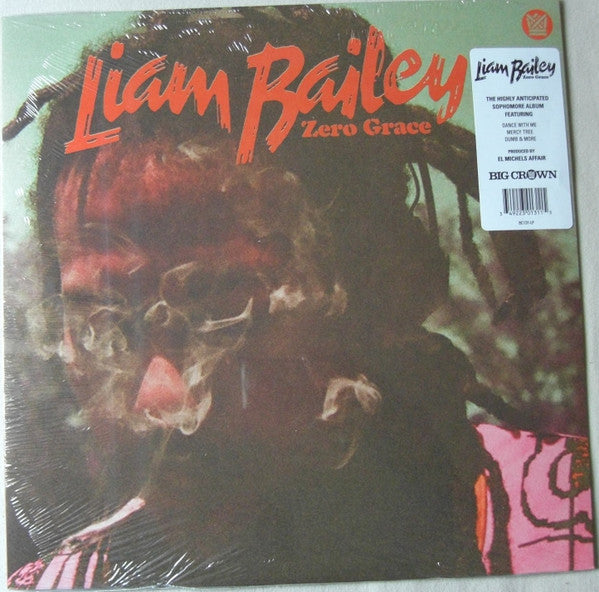 Liam Bailey
Zero Grace
Liam Bailey
Zero Grace
THE HIGHLY ANTICIPATED
SOPHOMORE ALBUM
FEATURING
DANCE WITH ME
MERCY TREE
DUMB & MORE
PRODUCED BY
EL MICHELS AFFAIR
BIG CROWN